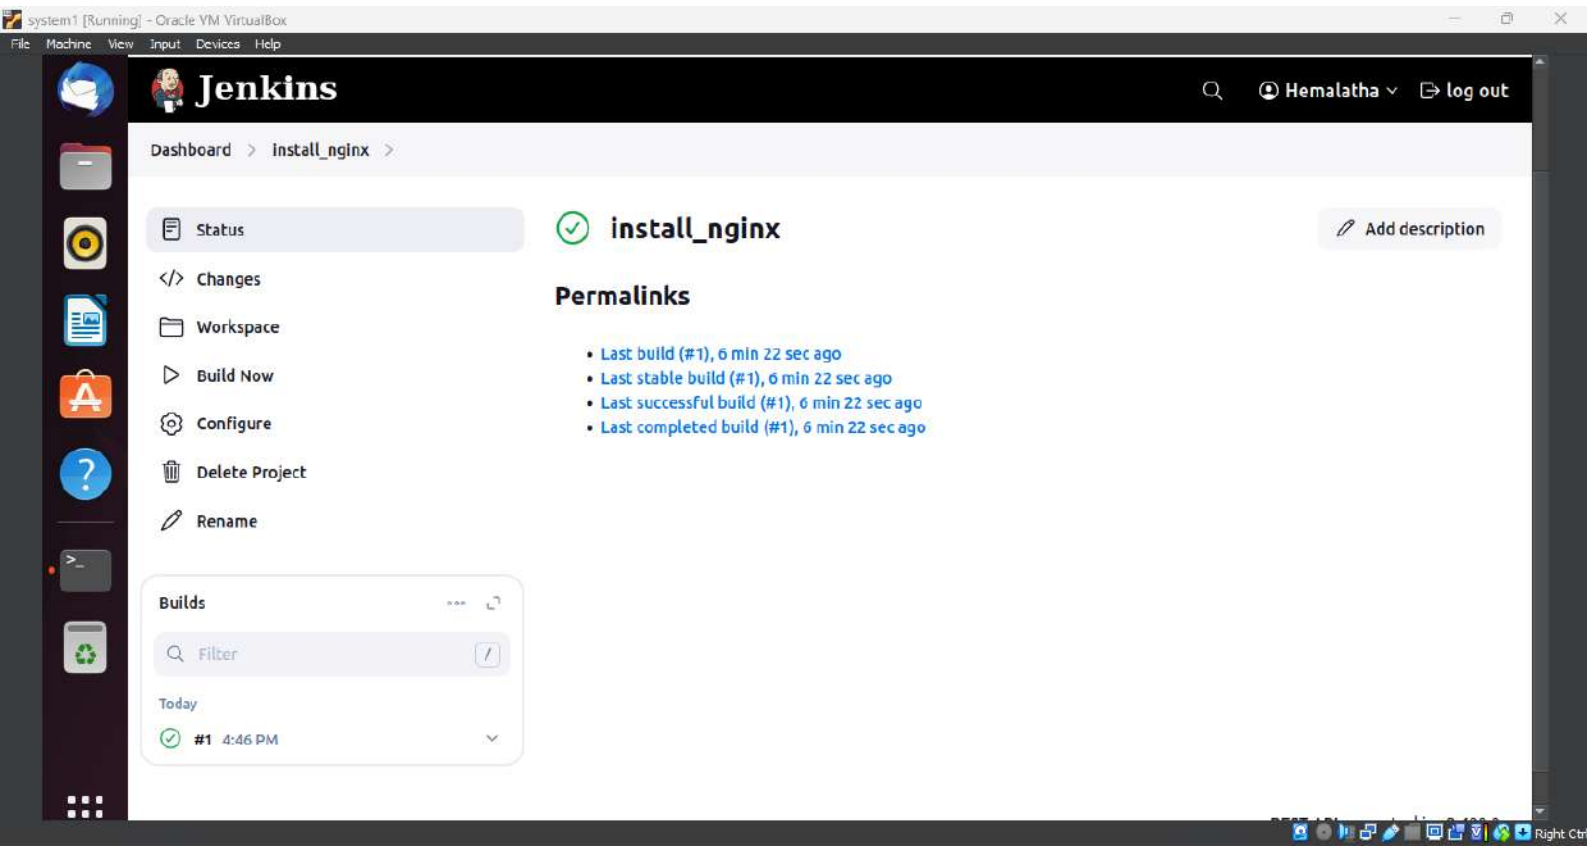 system1 [Running] - Oracle VM VirtualBox
File Machine View Input Devices Help
Jenkins
Hemalatha
log out
Dashboard > install_nginx >
Status
Changes
Workspace
Build Now
Configure
Delete Project
Rename
install_nginx
Add description
Permalinks
Last build (#1), 6 min 22 sec ago
Last stable build (#1), 6 min 22 sec ago
Last successful build (#1), 6 min 22 sec ago
Last completed build (#1), 6 min 22 sec ago
Builds
Filter
/
Today
#1 4:46 PM
Right Ctrl